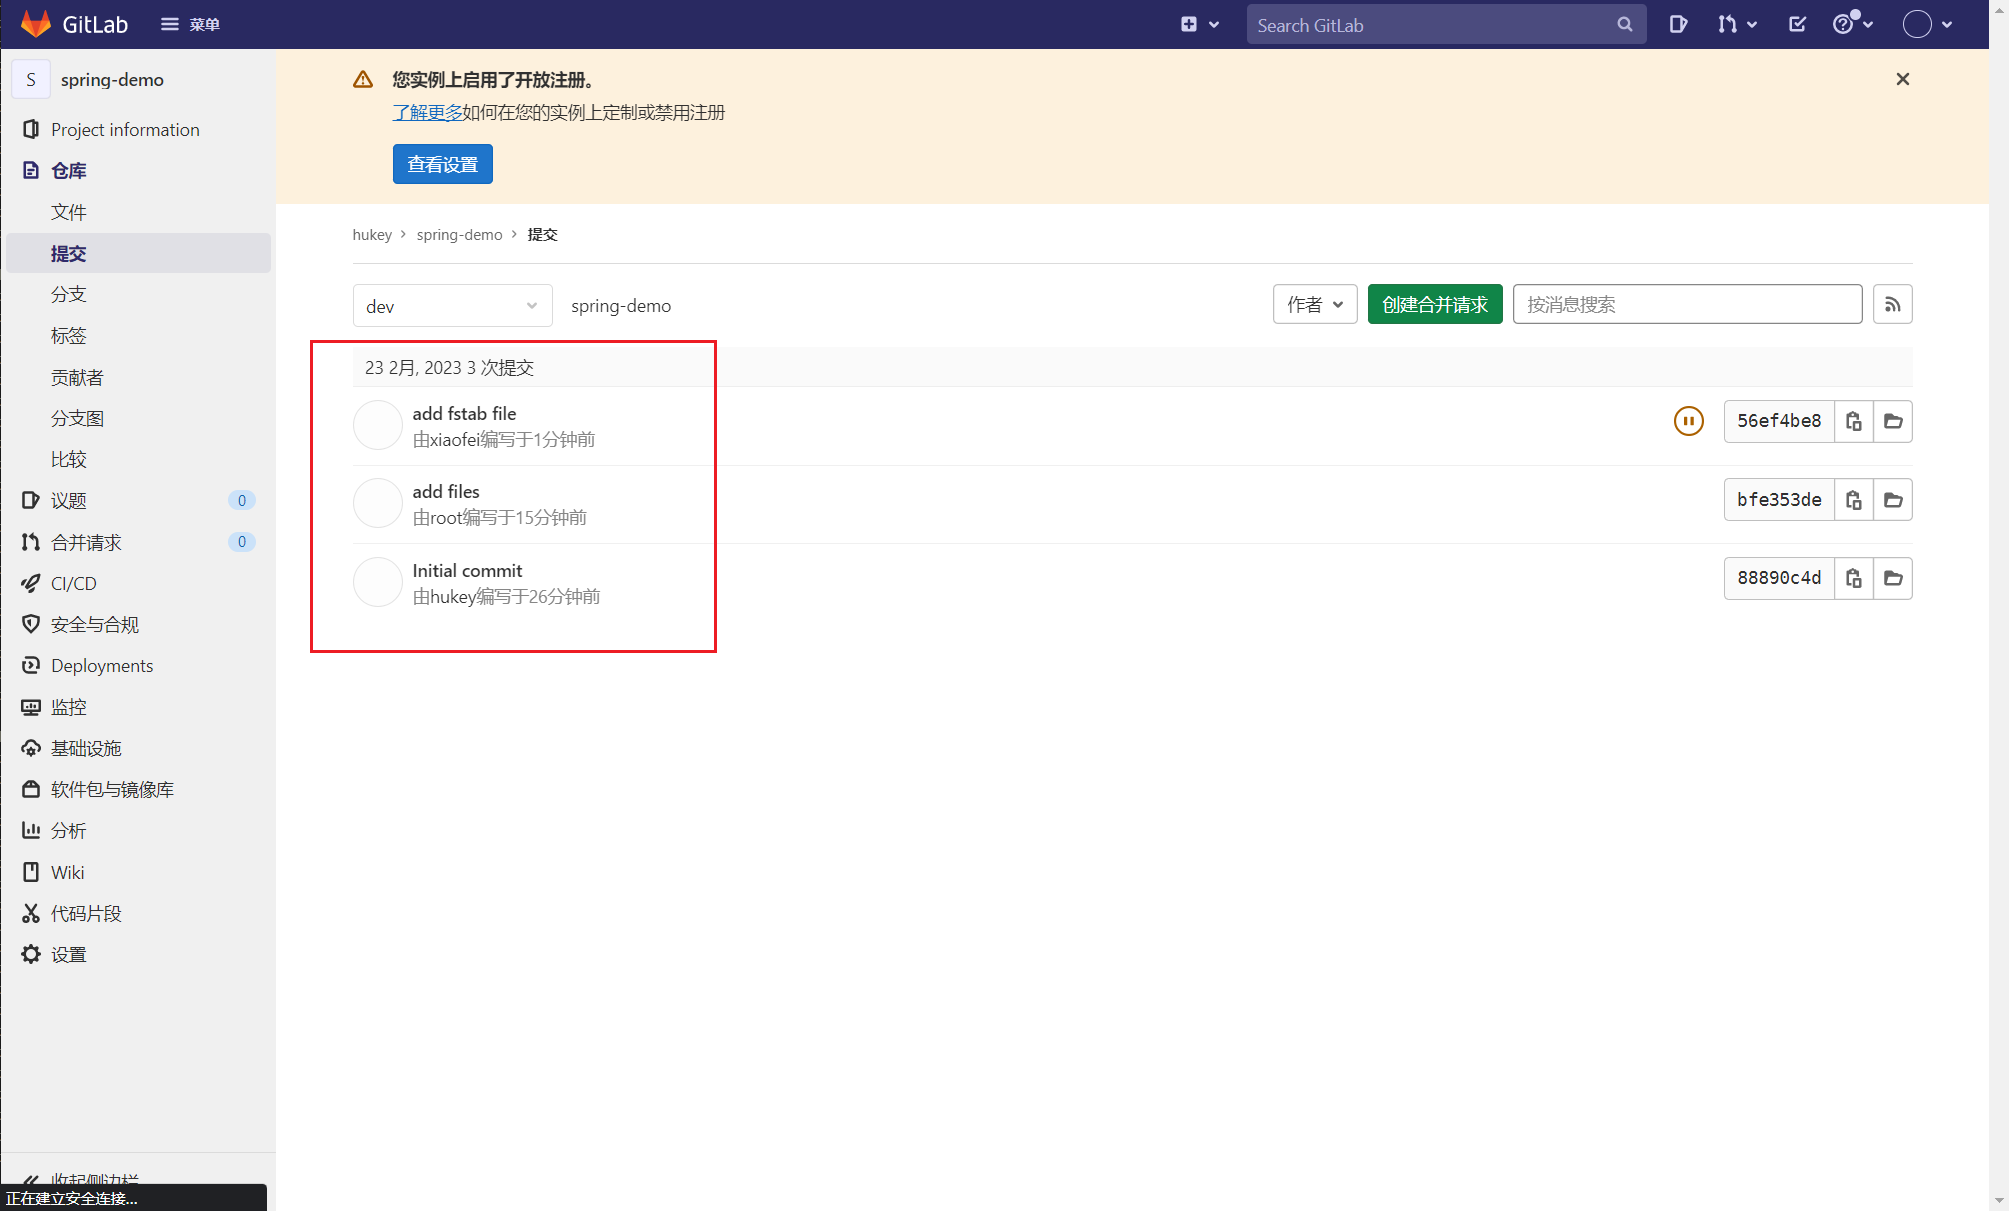 GitLab
菜单
Search GitLab
S
spring-demo
Project information
仓库
文件
提交
分支
标签
贡献者
分支图
比较
议题
0
合并请求
0
CI/CD
安全与合规
Deployments
监控
基础设施
软件包与镜像库
分析
Wiki
代码片段
设置
收起侧边栏
正在建立安全连接...
您实例上启用了开放注册。
了解更多如何在您的实例上定制或禁用注册
查看设置
hukey
spring-demo
提交
dev
spring-demo
作者
创建合并请求
按消息搜索
23 2月, 2023 3 次提交
add fstab file
由xiaofei编写于1分钟前
56ef4be8
add files
由root编写于15分钟前
bfe353de
Initial commit
由hukey编写于26分钟前
88890c4d